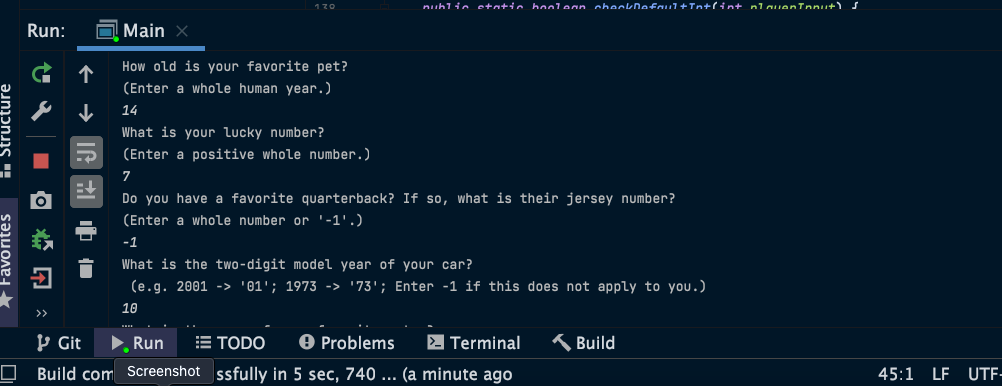 138 public static boolean checkDefaultInt(int playerInput) {
Run: Main
How old is your favorite pet?
(Enter a whole human year.)
14
What is your lucky number?
(Enter a positive whole number.)
7
Do you have a favorite quarterback? If so, what is their jersey number?
(Enter a whole number or '-1'.)
-1
What is the two-digit model year of your car?
(e.g. 2001 -> '01'; 1973 -> '73'; Enter -1 if this does not apply to you.)
10
Structure
Favorites
Git Run TODO Problems Terminal Build
Screenshot
Build com ssfully in 5 sec, 740 ... (a minute ago 45:1 LF UTF-